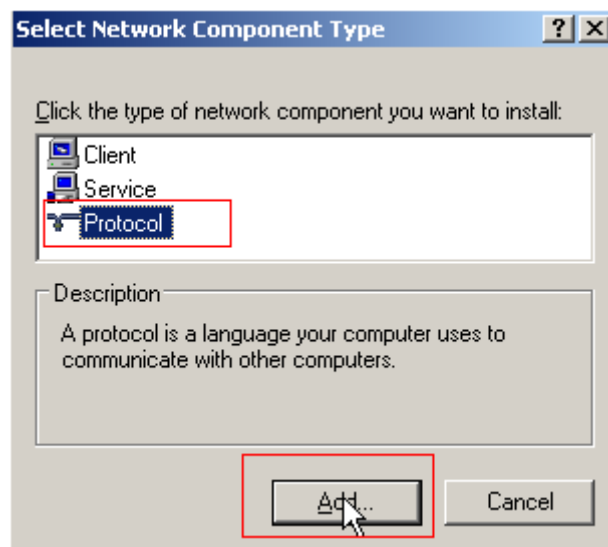 Select Network Component Type
Click the type of network component you want to install:
Client
Service
Protocol
Description
A protocol is a language your computer uses to
communicate with other computers.
Add...
Cancel